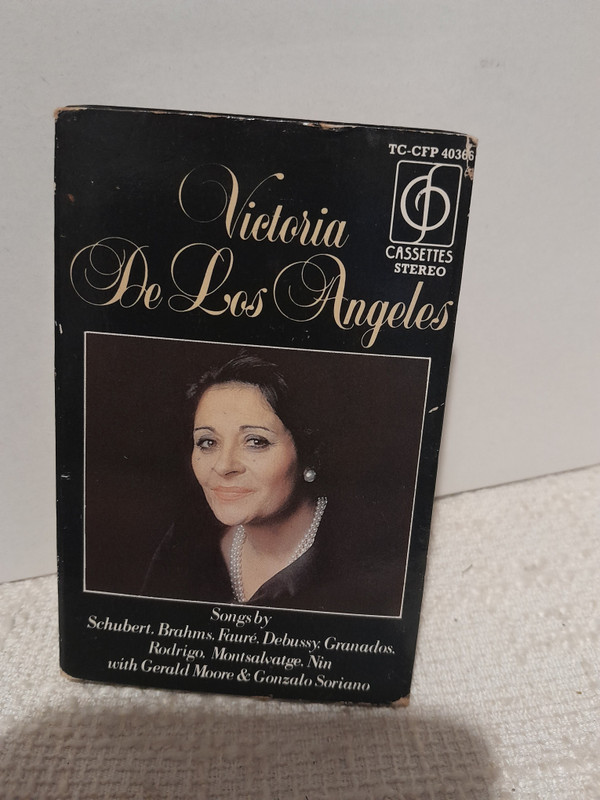 TC-CFP 40366
CASSETTES
STEREO
Victoria
De Los Angeles
Songs by
Schubert. Brahms. Fauré. Debussy. Granados.
Rodrigo. Montsalvatge. Nin
with Gerald Moore & Gonzalo Soriano